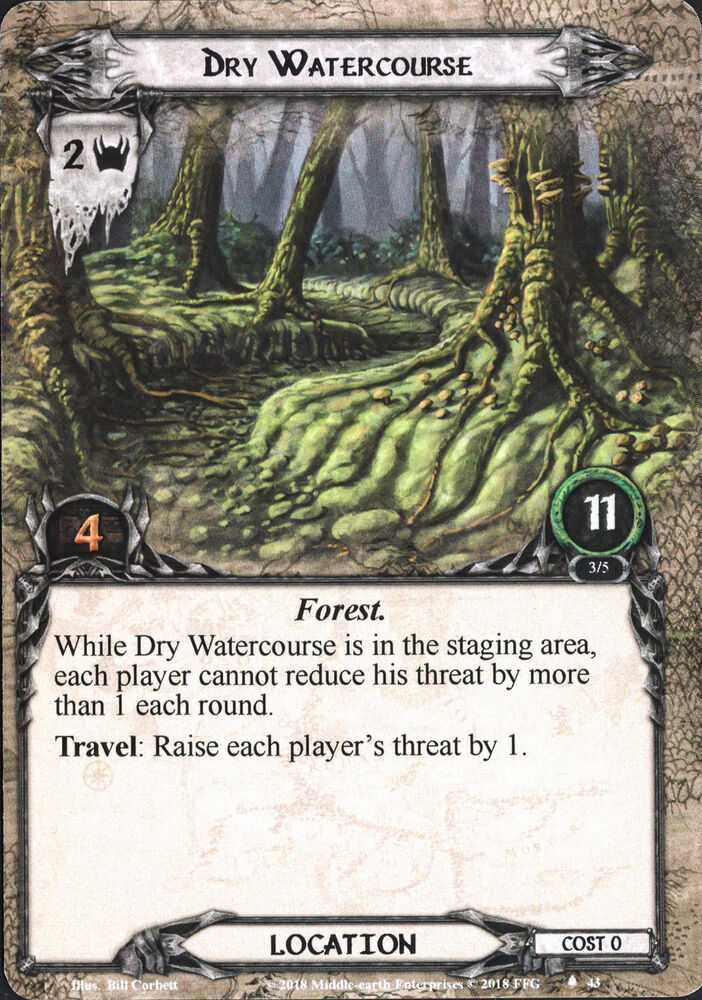 DRY WATERCOURSE
2
4
11
3/5
Forest.
While Dry Watercourse is in the staging area,
each player cannot reduce his threat by more
than 1 each round.
Travel: Raise each player's threat by 1.
LOCATION
COST 0
Illus. Bill Corbett
© 2018 Middle-earth Enterprises © 2018 FFG
43